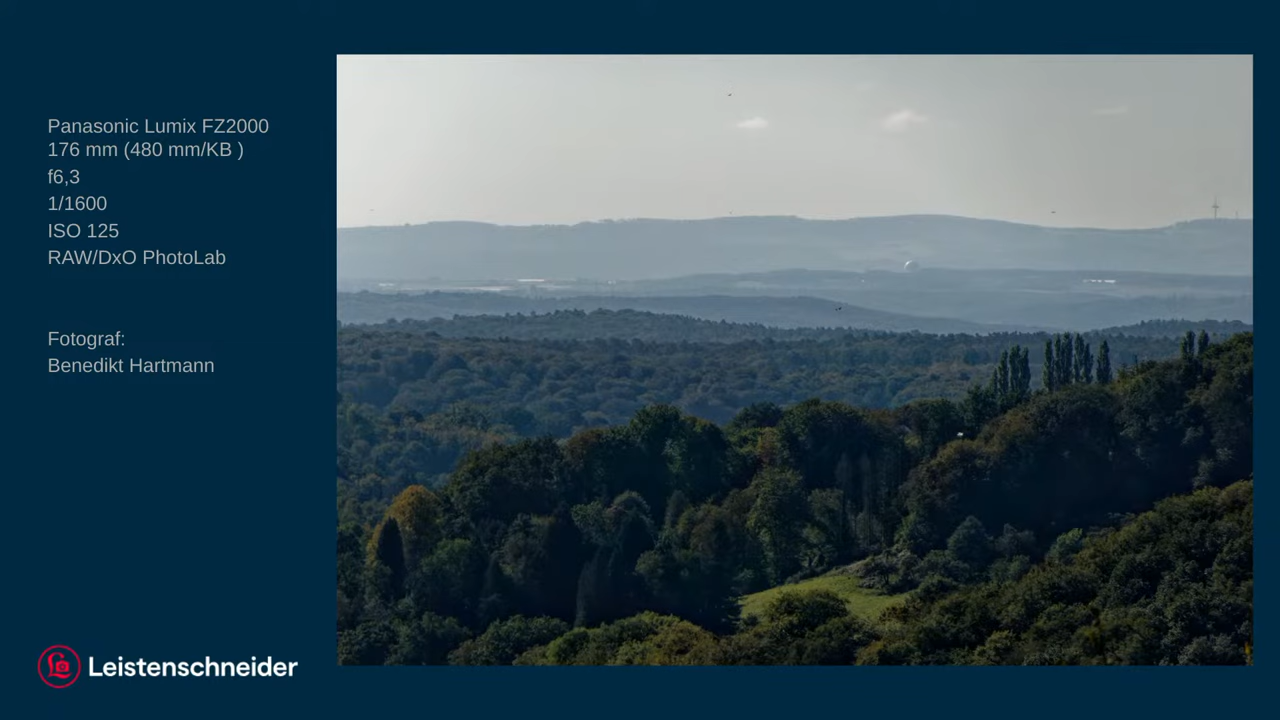 Panasonic Lumix FZ2000
176 mm (480 mm/KB )
f6,3
1/1600
ISO 125
RAW/DxO PhotoLab
Fotograf:
Benedikt Hartmann
Leistenschneider